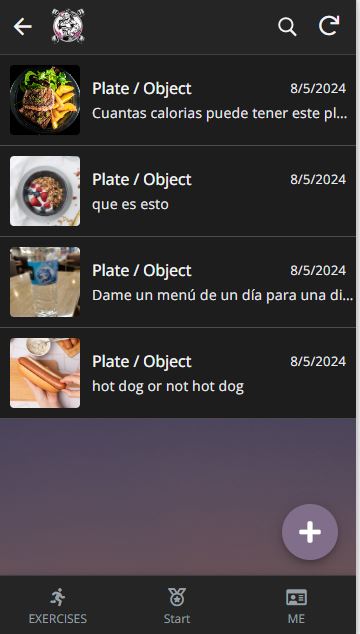 Plate / Object
8/5/2024
Cuantas calorias puede tener este pl...
Plate / Object
8/5/2024
que es esto
Plate / Object
8/5/2024
Dame un menú de un día para una di...
Plate / Object
8/5/2024
hot dog or not hot dog
EXERCISES
Start
ME